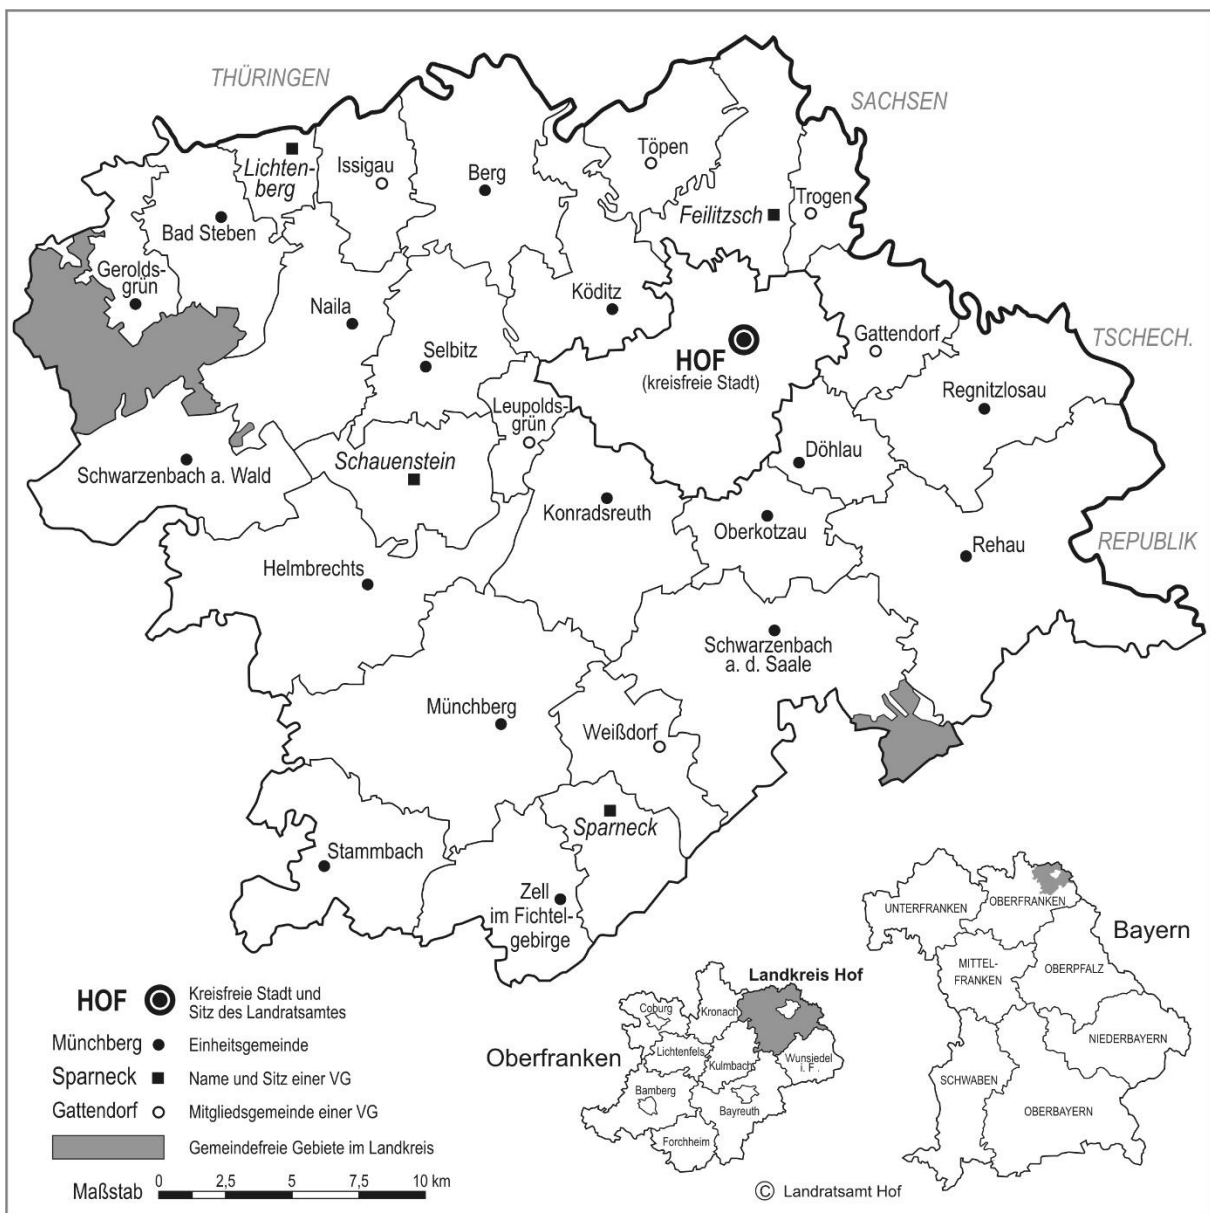 THÜRINGEN
SACHSEN
Töpen
Lichten-
berg
Issigau
Berg
Feilitzsch
Trogen
Bad Steben
Gerolds-
grün
Naila
Köditz
Selbitz
HOF
(kreisfreie Stadt)
Gattendorf
TSCHECH.
Regnitzlosau
Leupolds-
grün
Döhlau
Schauenstein
Schwarzenbach a. Wald
Konradsreuth
Oberkotzau
Rehau
REPUBLIK
Helmbrechts
Schwarzenbach
a. d. Saale
Münchberg
Weißdorf
Sparneck
Stammbach
Zell
im Fichtel-
gebirge
HOF
Kreisfreie Stadt und
Sitz des Landratsamtes
Münchberg
Einheitsgemeinde
Sparneck
Name und Sitz einer VG
Gattendorf
Mitgliedsgemeinde einer VG
Gemeindefreie Gebiete im Landkreis
Maßstab
0 2,5 5 7,5 10 km
Landkreis Hof
Oberfranken
Coburg
Kronach
Lichtenfels
Kulmbach
Wunsiedel
i. F.
Bamberg
Bayreuth
Forchheim
Bayern
UNTERFRANKEN
OBERFRANKEN
MITTEL-
FRANKEN
OBERPFALZ
NIEDERBAYERN
SCHWABEN
OBERBAYERN
© Landratsamt Hof